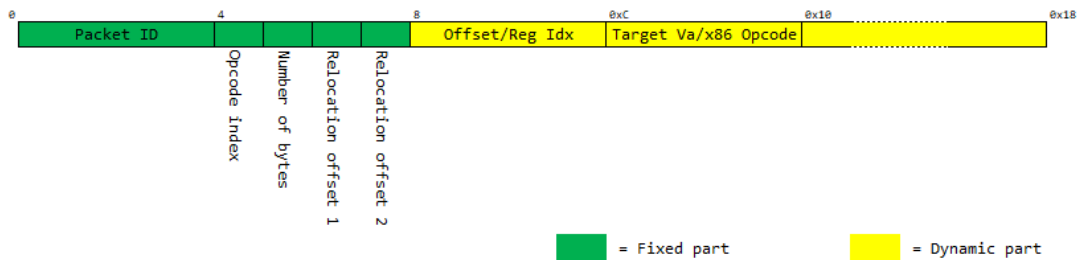 0 4 8 0xC 0x10 0x18
Packet ID Offset/Reg Idx Target Va/x86 Opcode
Opcode index
Number of bytes
Relocation offset 1
Relocation offset 2
= Fixed part = Dynamic part